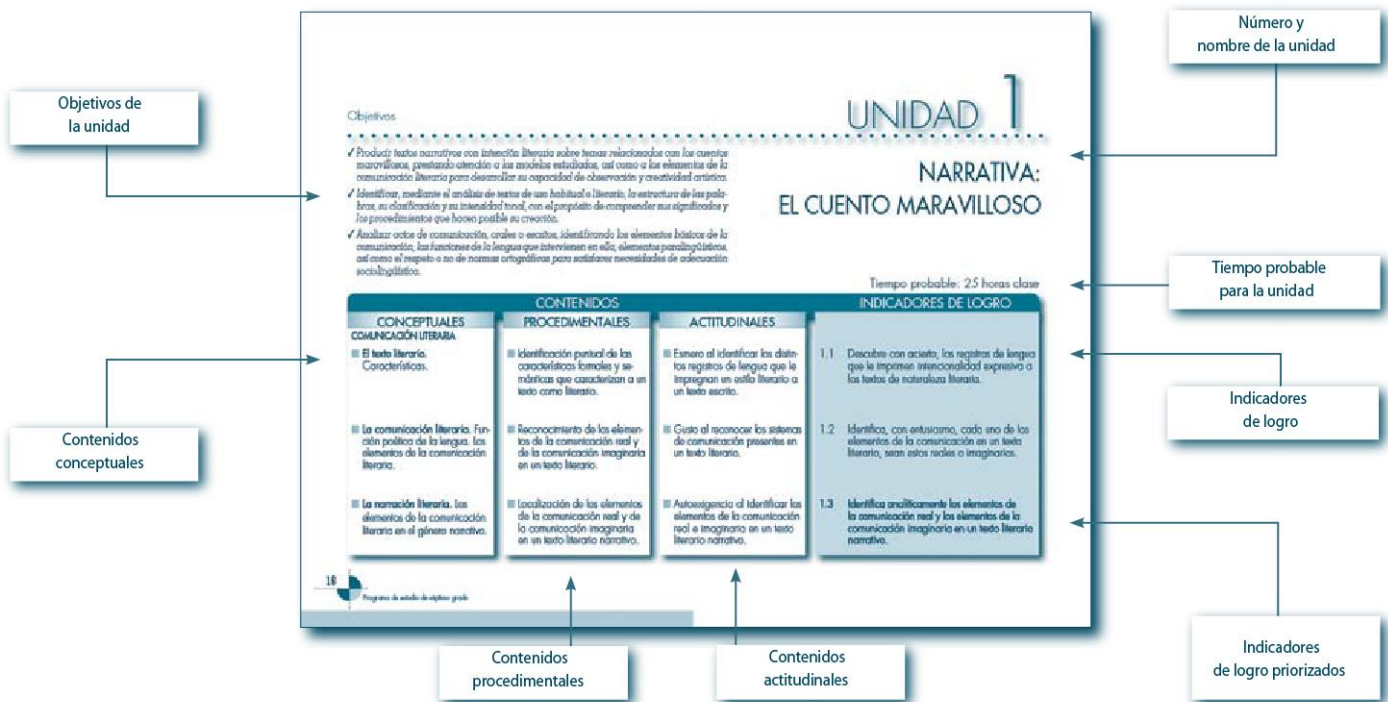 Número y
nombre de la unidad
Objetivos de
la unidad
Objetivos
UNIDAD 1
✓ Producir textos narrativos con intención literaria sobre temas relacionados con los cuentos
maravillosos, prestando atención a los modelos estudiados, así como a los elementos de la
comunicación literaria para desarrollar su capacidad de observación y creatividad artística.
✓ Identificar, mediante el análisis de textos de uso habitual o literario, la estructura de las pala-
bras, su clasificación y su intensidad tonal, con el propósito de comprender sus significados y
los procedimientos que hacen posible su creación.
✓ Analizar actos de comunicación, orales o escritos, identificando los elementos básicos de la
comunicación, las funciones de la lengua que intervienen en ella, elementos paralingüísticos,
así como el respeto o no de normas ortográficas para satisfacer necesidades de adecuación
sociolingüística.
NARRATIVA:
EL CUENTO MARAVILLOSO
Tiempo probable: 25 horas clase
Tiempo probable
para la unidad
CONTENIDOS
INDICADORES DE LOGRO
CONCEPTUALES
PROCEDIMENTALES
ACTITUDINALES
COMUNICACIÓN LITERARIA
■ El texto literario.
Características.
■ Identificación puntual de las
características formales y se-
mánticas que caracterizan a un
texto como literario.
■ Esmero al identificar los distin-
tos registros de lengua que le
impregnan un estilo literario a
un texto escrito.
1.1 Descubre con acierto, los registros de lengua
que le imprimen intencionalidad expresiva a
los textos de naturaleza literaria.
Indicadores
de logro
Contenidos
conceptuales
■ La comunicación literaria. Fun-
ción poética de la lengua. Los
elementos de la comunicación
literaria.
■ Reconocimiento de los elemen-
tos de la comunicación real y
de la comunicación imaginaria
en un texto literario.
■ Gusto al reconocer los sistemas
de comunicación presentes en
un texto literario.
1.2 Identifica, con entusiasmo, cada uno de los
elementos de la comunicación en un texto
literario, sean estos reales o imaginarios.
■ La narración literaria. Los
elementos de la comunicación
literaria en el género narrativo.
■ Localización de los elementos
de la comunicación real y de
la comunicación imaginaria
en un texto literario narrativo.
■ Autoexigencia al identificar los
elementos de la comunicación
real e imaginaria en un texto
literario narrativo.
1.3 Identifica analíticamente los elementos de
la comunicación real y los elementos de la
comunicación imaginaria en un texto literario
narrativo.
18
Programa de estudio de séptimo grado
Contenidos
procedimentales
Contenidos
actitudinales
Indicadores
de logro priorizados